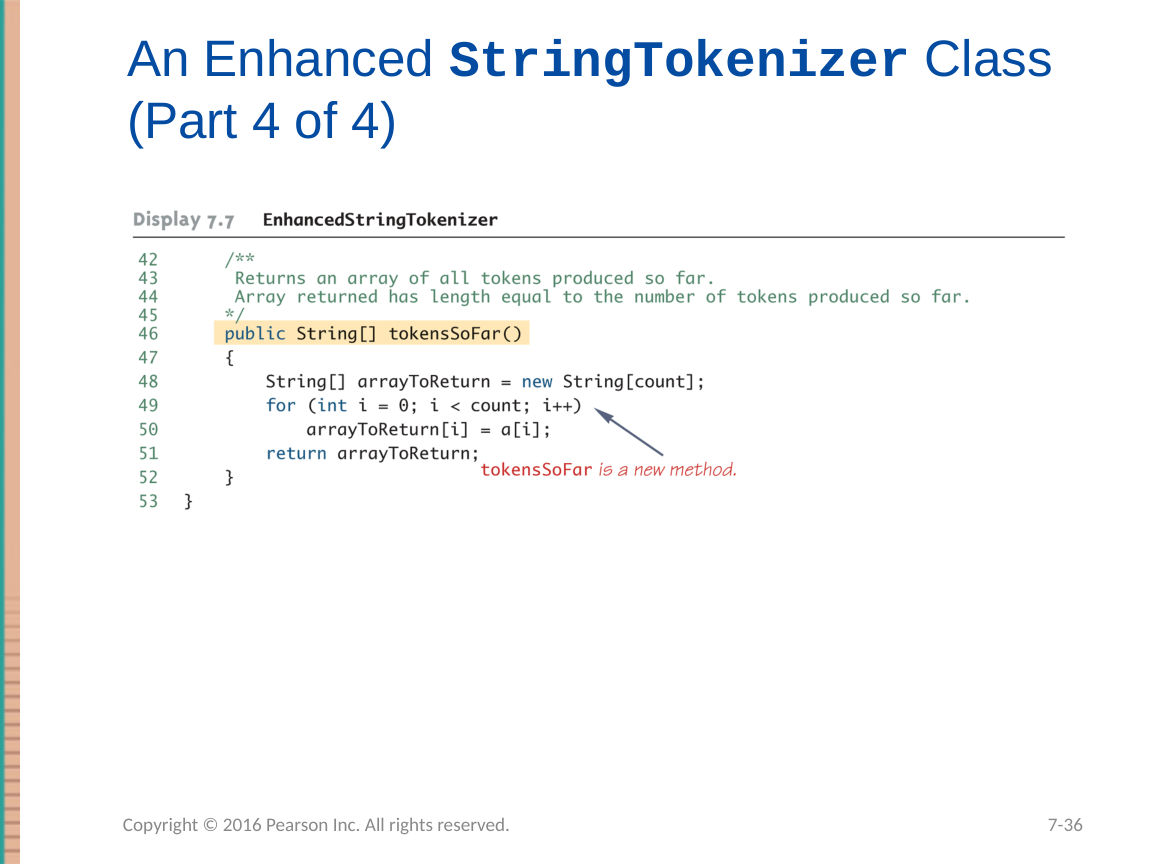 An Enhanced StringTokenizer Class
(Part 4 of 4)
Display 7.7 EnhancedStringTokenizer
42 /**
43 Returns an array of all tokens produced so far.
44 Array returned has length equal to the number of tokens produced so far.
45 */
46 public String[] tokensSoFar()
47 {
48 String[] arrayToReturn = new String[count];
49 for (int i = 0; i < count; i++)
50 arrayToReturn[i] = a[i];
51 return arrayToReturn;
tokensSoFar is a new method.
52 }
53 }
Copyright © 2016 Pearson Inc. All rights reserved.
7-36